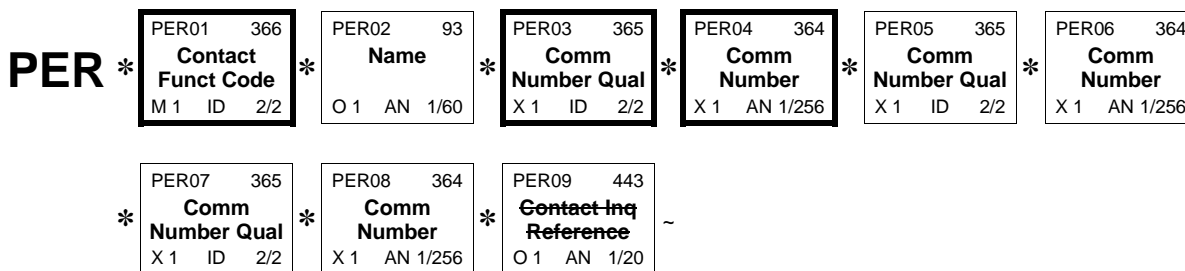 PER01 366 PER02 93 PER03 365 PER04 364 PER05 365 PER06 364
PER * Contact * Name * Comm * Comm * Comm * Comm
Funct Code Number Qual Number Number Qual Number
M 1 ID 2/2 O 1 AN 1/60 X 1 ID 2/2 X 1 AN 1/256 X 1 ID 2/2 X 1 AN 1/256
PER07 365 PER08 364 PER09 443
* Comm * Comm * Contact Inq ~
Number Qual Number Reference
X 1 ID 2/2 X 1 AN 1/256 O 1 AN 1/20